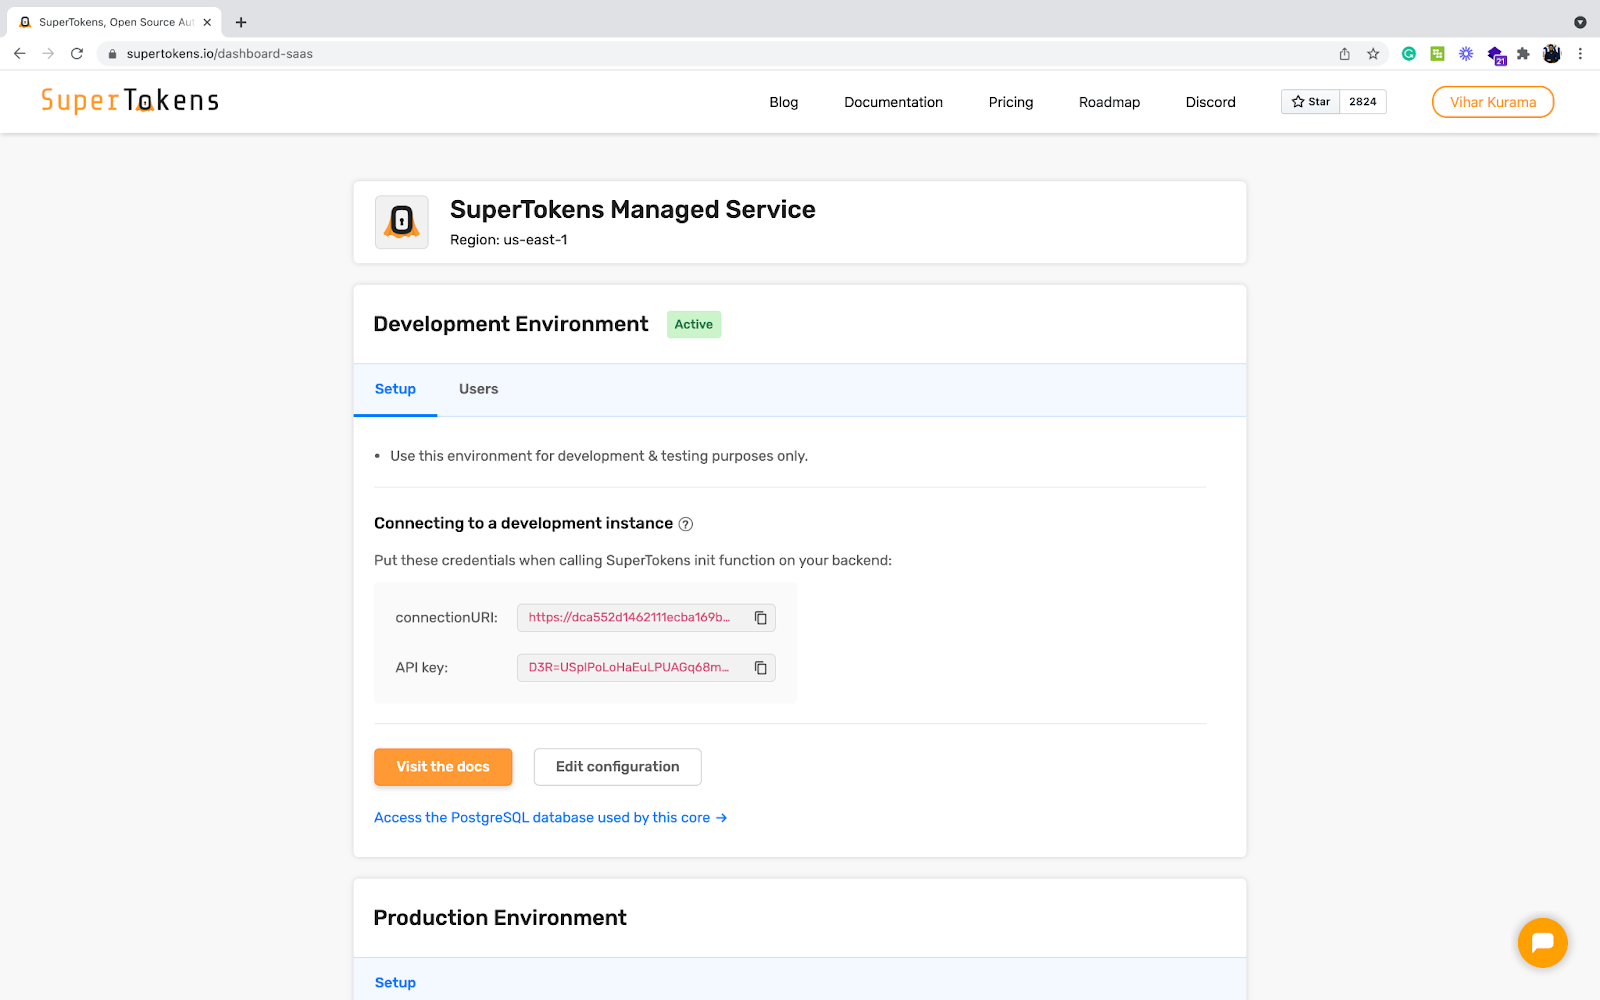 SuperTokens, Open Source Aut
supertokens.io/dashboard-saas
21
SuperTokens
Blog
Documentation
Pricing
Roadmap
Discord
Star
2824
Vihar Kurama
SuperTokens Managed Service
Region: us-east-1
Development Environment
Active
Setup
Users
• Use this environment for development & testing purposes only.
Connecting to a development instance ?
Put these credentials when calling SuperTokens init function on your backend:
connectionURI:
https://dca552d1462111ecba169b...
API key:
D3R=USplPoLoHaEuLPUAGq68m...
Visit the docs
Edit configuration
Access the PostgreSQL database used by this core →
Production Environment
Setup